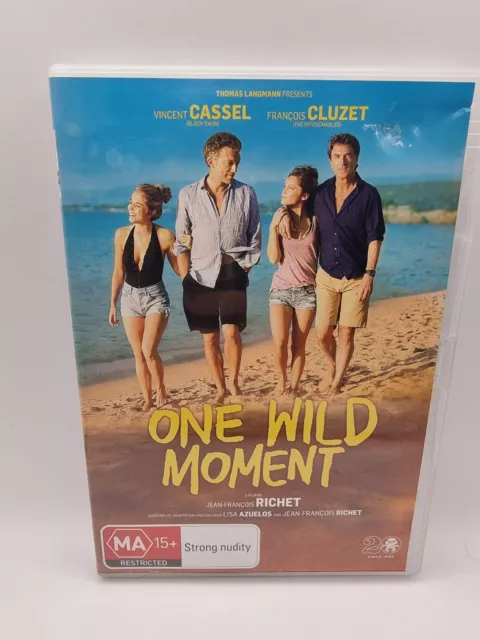 THOMAS LANGMANN PRESENTS
VINCENT CASSEL FRANÇOIS CLUZET
(BLACK SWAN) (THE INTOUCHABLES)
ONE WILD
MOMENT
A FILM BY
JEAN-FRANÇOIS RICHET
LISA AZUELOS AND JEAN-FRANÇOIS RICHET
MA 15+ Strong nudity
RESTRICTED
20